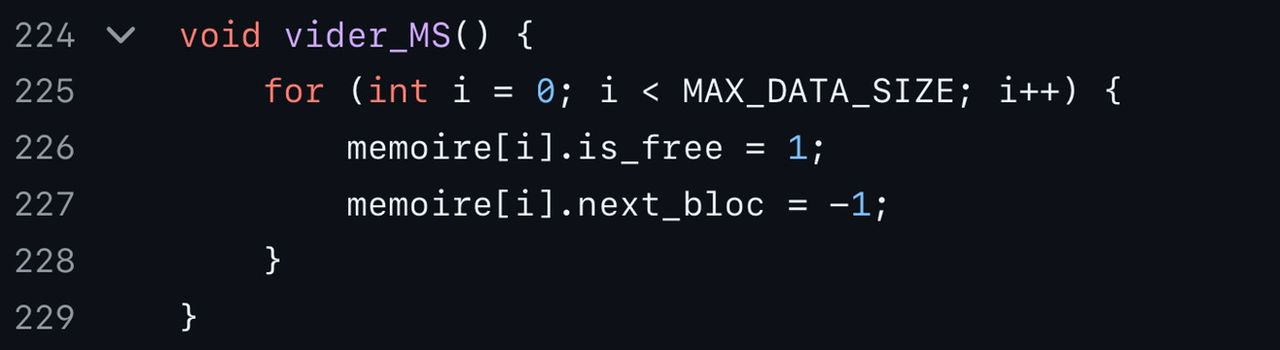 224 void vider_MS() {
225     for (int i = 0; i < MAX_DATA_SIZE; i++) {
226         memoire[i].is_free = 1;
227         memoire[i].next_bloc = -1;
228     }
229 }